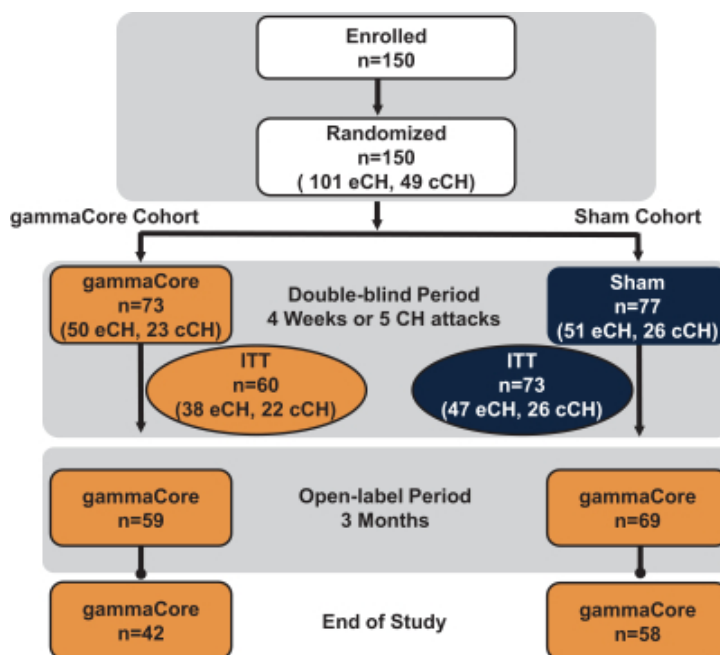 Enrolled
n=150
Randomized
n=150
( 101 eCH, 49 cCH)
gammaCore Cohort
Sham Cohort
gammaCore
n=73
(50 eCH, 23 cCH)
Double-blind Period
4 Weeks or 5 CH attacks
Sham
n=77
(51 eCH, 26 cCH)
ITT
n=60
(38 eCH, 22 cCH)
ITT
n=73
(47 eCH, 26 cCH)
gammaCore
n=59
Open-label Period
3 Months
gammaCore
n=69
gammaCore
n=42
End of Study
gammaCore
n=58